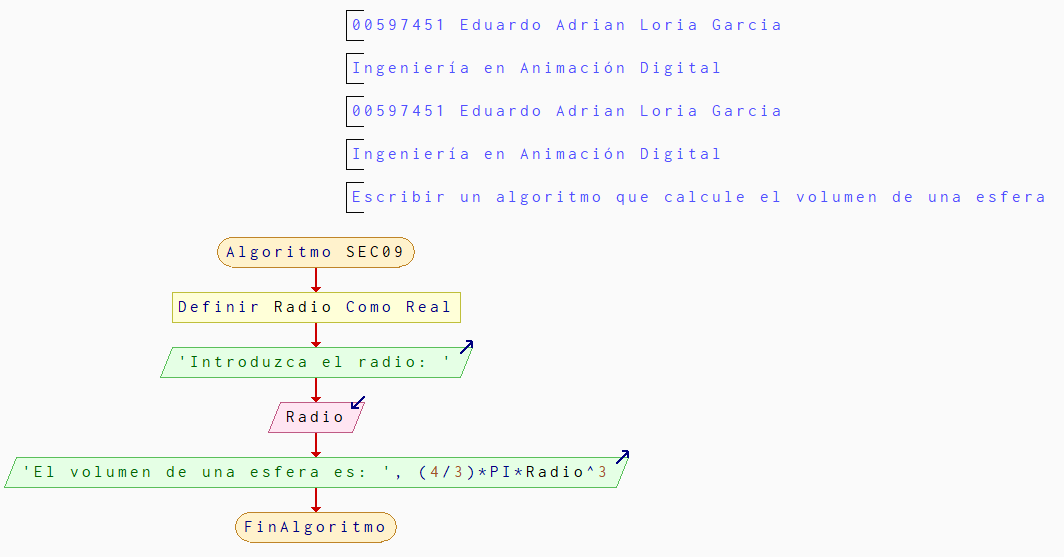 00597451 Eduardo Adrian Loria Garcia
Ingeniería en Animación Digital
00597451 Eduardo Adrian Loria Garcia
Ingeniería en Animación Digital
Escribir un algoritmo que calcule el volumen de una esfera
Algoritmo SEC09
Definir Radio Como Real
'Introduzca el radio: '
Radio
'El volumen de una esfera es: ', (4/3)*PI*Radio^3
FinAlgoritmo